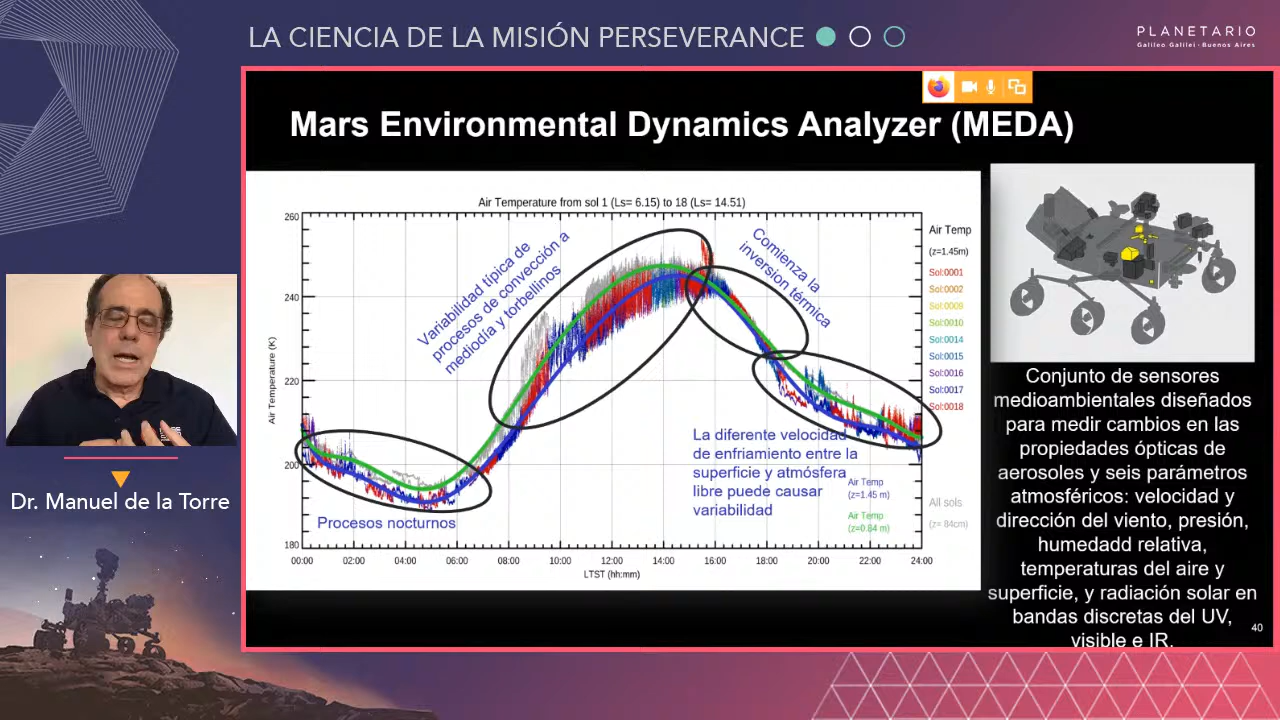 LA CIENCIA DE LA MISIÓN PERSEVERANCE
PLANETARIO
Galileo Galilei · Buenos Aires
Mars Environmental Dynamics Analyzer (MEDA)
Air Temperature from sol 1 (Ls= 6.15) to 18 (Ls= 14.51)
Air Temperature (K)
260
240
220
200
180
00:00 02:00 04:00 06:00 08:00 10:00 12:00 14:00 16:00 18:00 20:00 22:00 24:00
LTST (hh:mm)
Variabilidad típica de
procesos de convección a
mediodía y torbellinos
Comienza la
inversión térmica
La diferente velocidad
de enfriamiento entre la
superficie y atmósfera
libre puede causar
variabilidad
Procesos nocturnos
Air Temp
(z=1.45 m)
Air Temp
(z=0.84 m)
Air Temp
(z=1.45m)
Sol:0001
Sol:0002
Sol:0009
Sol:0010
Sol:0014
Sol:0015
Sol:0016
Sol:0017
Sol:0018
All sols
(z= 84cm)
Conjunto de sensores
medioambientales diseñados
para medir cambios en las
propiedades ópticas de
aerosoles y seis parámetros
atmosféricos: velocidad y
dirección del viento, presión,
humedadd relativa,
temperaturas del aire y
superficie, y radiación solar en
bandas discretas del UV,
visible e IR.
40
Dr. Manuel de la Torre